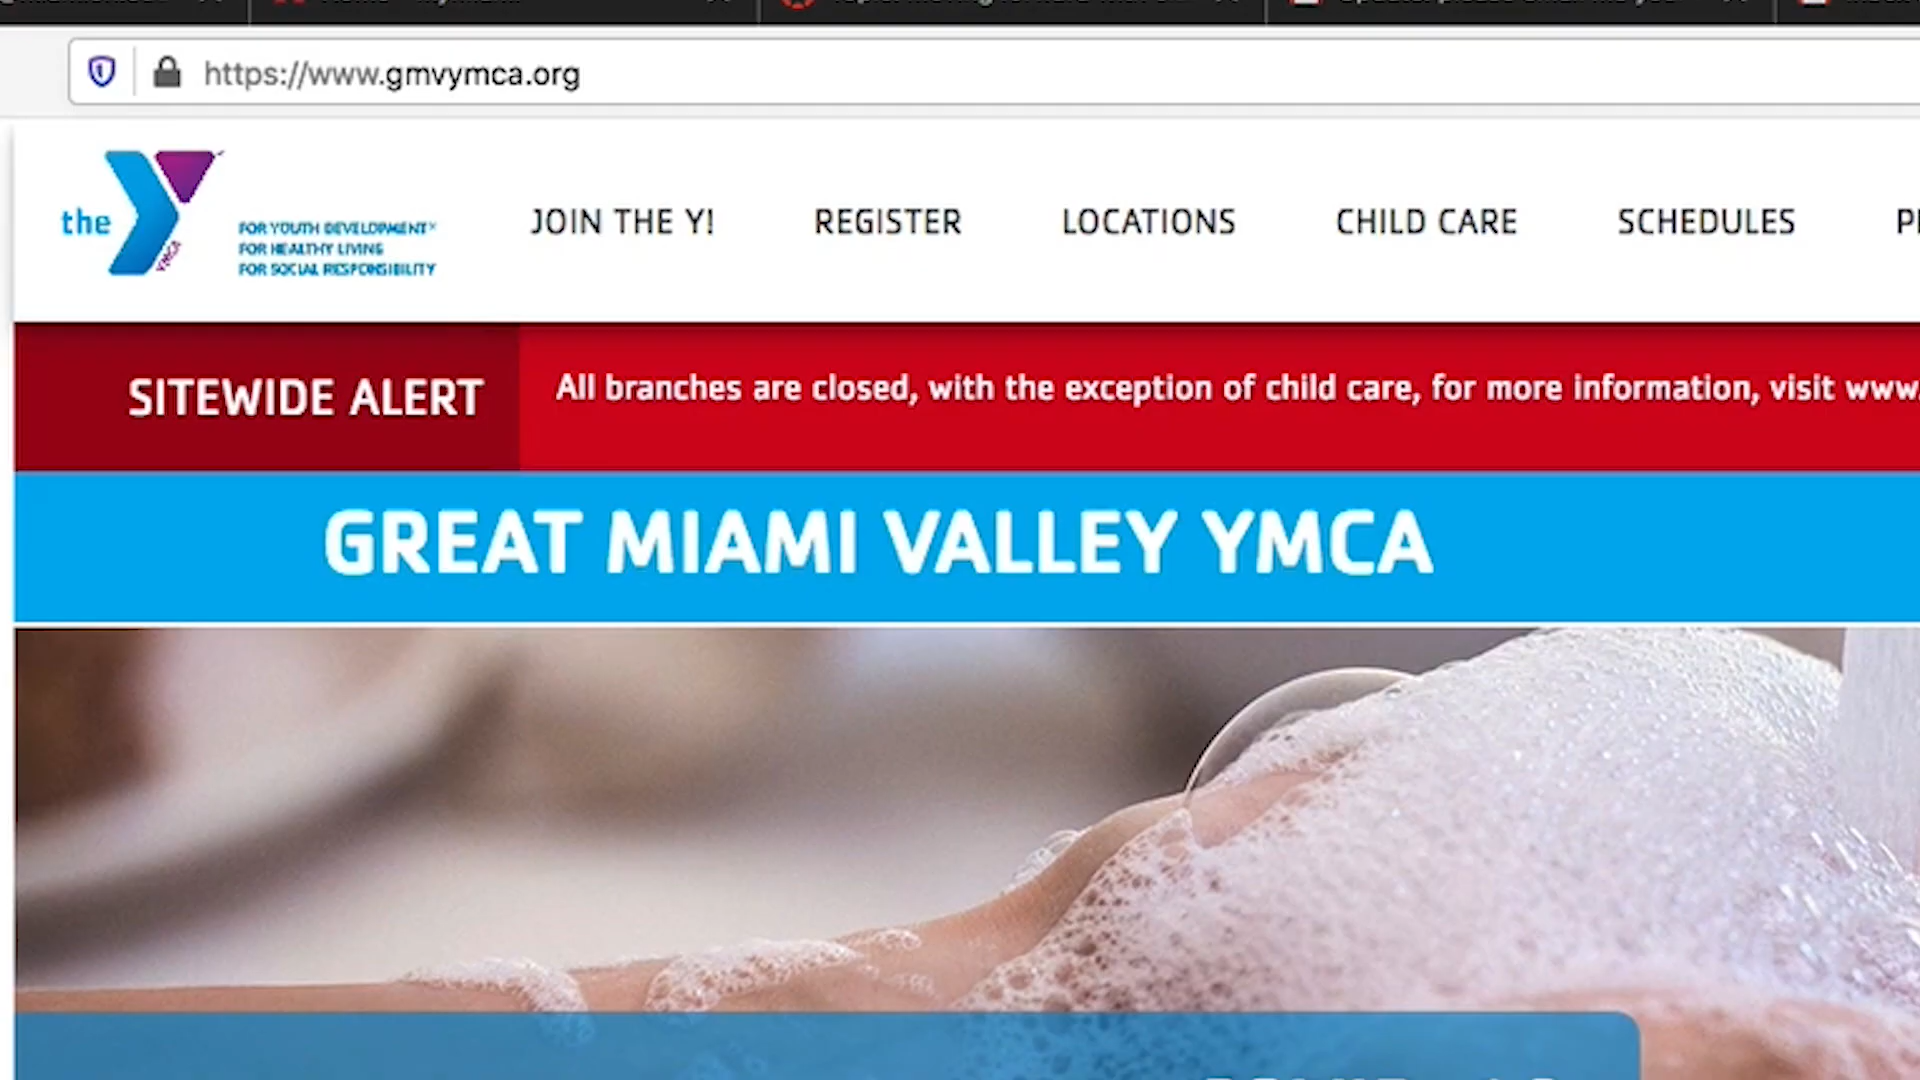 https://www.gmvymca.org
the
YMCA
FOR YOUTH DEVELOPMENT
FOR HEALTHY LIVING
FOR SOCIAL RESPONSIBILITY
JOIN THE Y! REGISTER LOCATIONS CHILD CARE SCHEDULES
SITEWIDE ALERT
All branches are closed, with the exception of child care, for more information, visit www.
GREAT MIAMI VALLEY YMCA